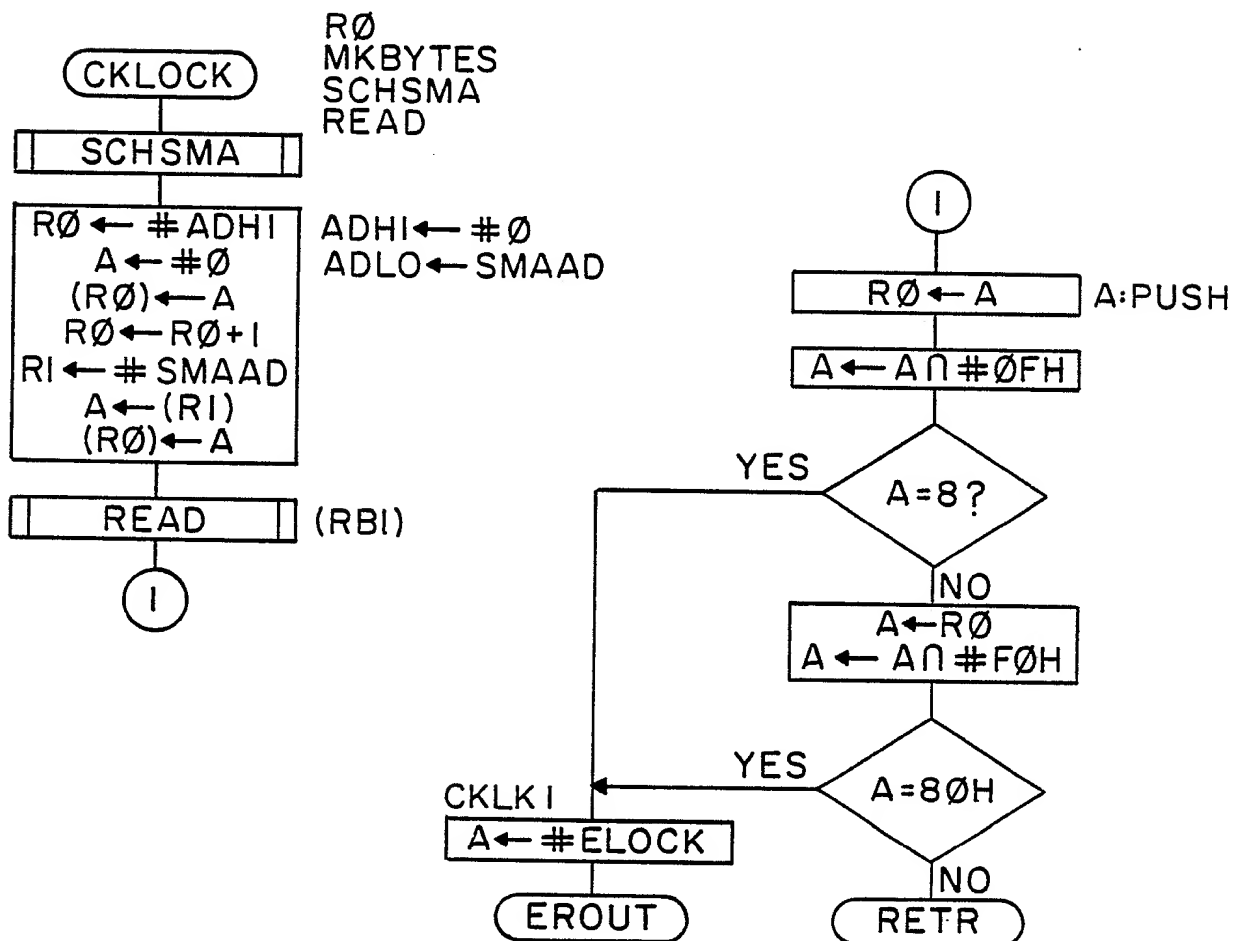 RØ
MKBYTES
SCHSMA
READ
CKLOCK
SCHSMA
RØ ← #ADHI
A ← #Ø
(RØ) ← A
RØ ← RØ+1
R1 ← #SMAAD
A ← (R1)
(RØ) ← A
ADHI ← #Ø
ADLO ← SMAAD
READ
(RB1)
1
1
RØ ← A
A:PUSH
A ← A∩#ØFH
A=8?
YES
NO
A ← RØ
A ← A∩#FØH
A=8ØH
YES
NO
CKLK1
A ← #ELOCK
EROUT
RETR